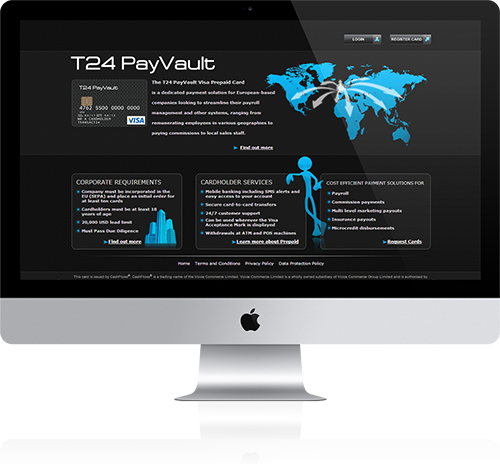 LOGIN
REGISTER CARD
T24 PayVault
T24 PayVault
4762 5500 0000 0000
VISA
The T24 PayVault Visa Prepaid Card
is a dedicated payment solution for European-based
companies looking to streamline their payroll
management and other systems, ranging from
remunerating employees in various geographies to
paying commissions to local sales staff.
Find out more
CORPORATE REQUIREMENTS
Company must be incorporated in the
EU (SEPA) and place an initial order for
at least ten cards
Cardholders must be at least 18
years of age
20,000 USD load limit
Must Pass Due Diligence
Find out more
CARDHOLDER SERVICES
Mobile banking including SMS alerts and
easy access to your account
Secure card-to-card transfers
24/7 customer support
Can be used wherever the Visa
Acceptance Mark is displayed
Withdrawals at ATM and POS machines
Learn more about Prepaid
COST EFFICIENT PAYMENT SOLUTIONS FOR
Payroll
Commission payments
Multi level marketing payouts
Insurance payouts
Microcredit disbursements
Request Cards
Home Terms and Conditions Privacy Policy Data Protection Policy
This card is issued by CashFlows®. CashFlows® is a trading name of the Voice Commerce Limited. Voice Commerce Limited is a wholly owned subsidiary of Voice Commerce Group Limited and is authorised by